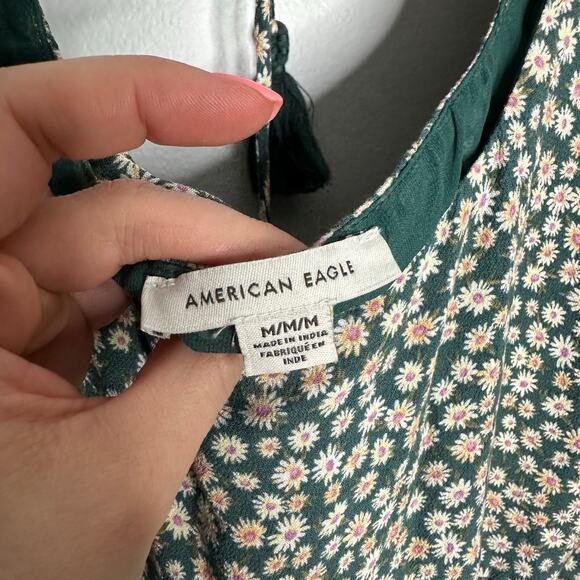 AMERICAN EAGLE
M/M/M
MADE IN INDIA
FABRIQUÉ EN
INDE